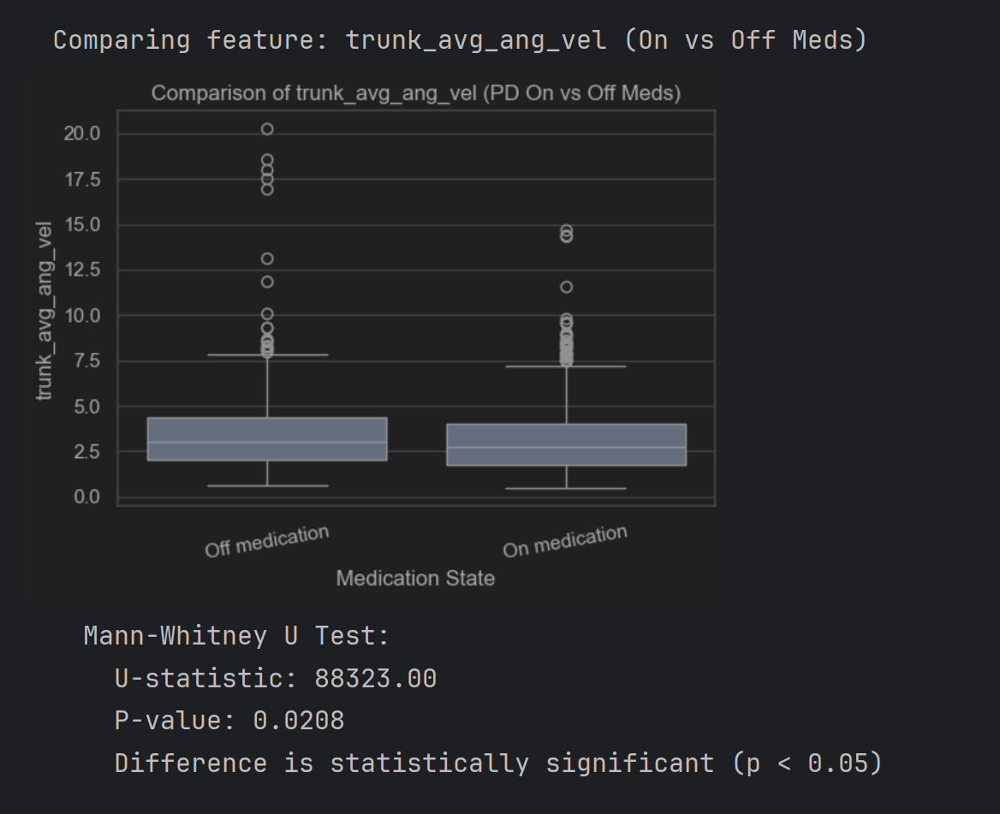 Comparing feature: trunk_avg_ang_vel (On vs Off Meds)
Comparison of trunk_avg_ang_vel (PD On vs Off Meds)
20.0
17.5
15.0
12.5
10.0
7.5
5.0
2.5
0.0
trunk_avg_ang_vel
Off medication
On medication
Medication State
Mann-Whitney U Test:
U-statistic: 88323.00
P-value: 0.0208
Difference is statistically significant (p < 0.05)